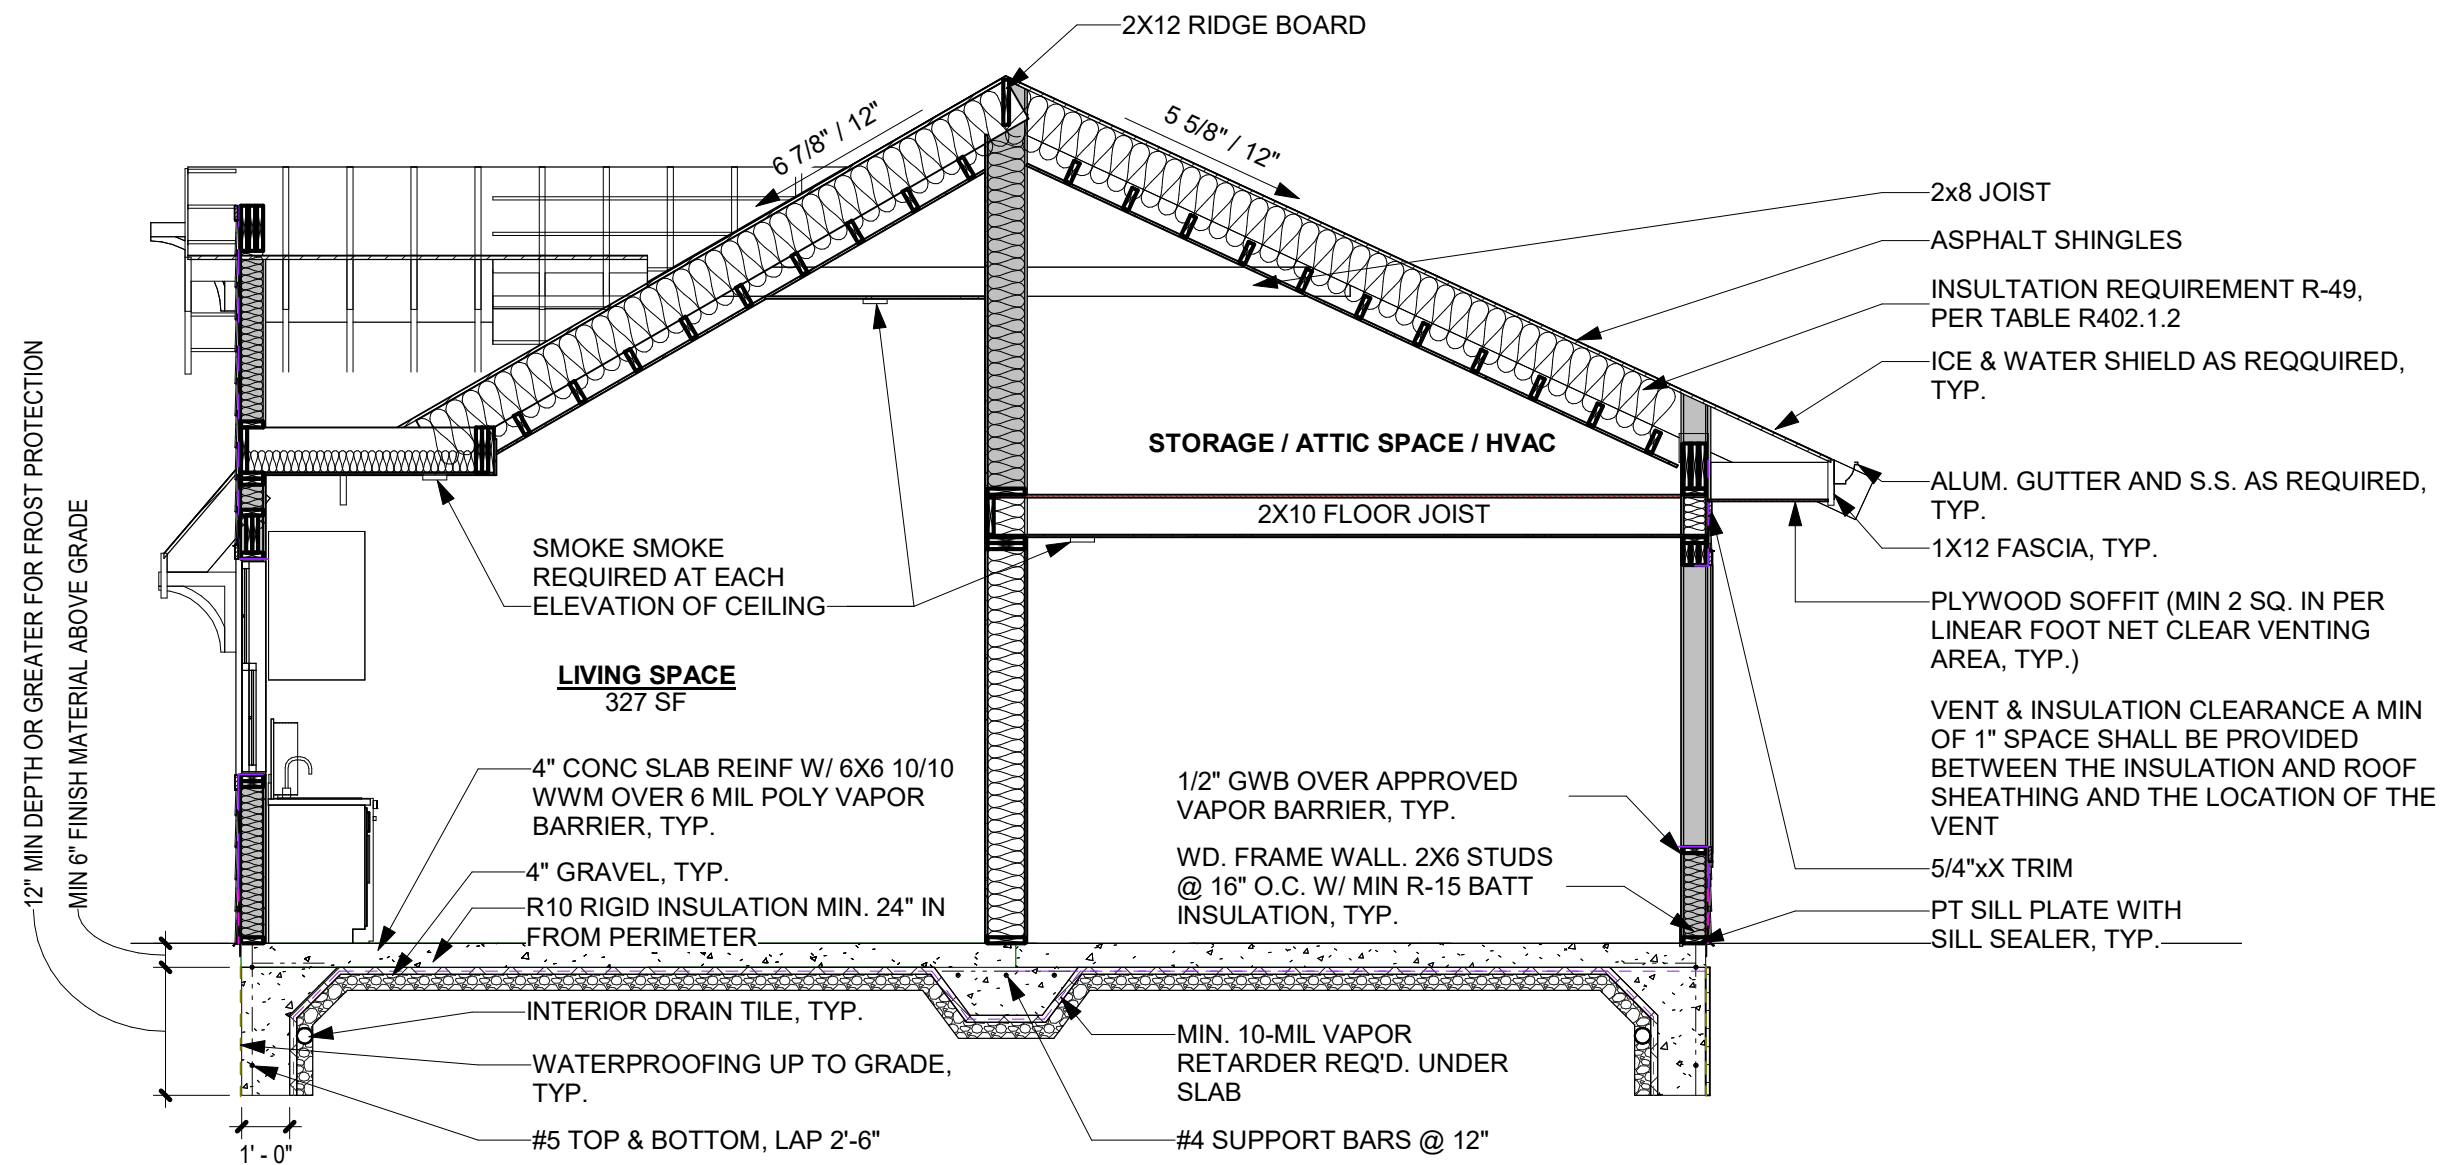 2X12 RIDGE BOARD
6 7/8" / 12"
5 5/8" / 12"
2x8 JOIST
ASPHALT SHINGLES
INSULTATION REQUIREMENT R-49,
PER TABLE R402.1.2
ICE & WATER SHIELD AS REQQUIRED,
TYP.
STORAGE / ATTIC SPACE / HVAC
ALUM. GUTTER AND S.S. AS REQUIRED,
TYP.
2X10 FLOOR JOIST
1X12 FASCIA, TYP.
SMOKE SMOKE
REQUIRED AT EACH
ELEVATION OF CEILING
PLYWOOD SOFFIT (MIN 2 SQ. IN PER
LINEAR FOOT NET CLEAR VENTING
AREA, TYP.)
LIVING SPACE
327 SF
VENT & INSULATION CLEARANCE A MIN
OF 1" SPACE SHALL BE PROVIDED
BETWEEN THE INSULATION AND ROOF
SHEATHING AND THE LOCATION OF THE
VENT
12" MIN DEPTH OR GREATER FOR FROST PROTECTION
MIN 6" FINISH MATERIAL ABOVE GRADE
4" CONC SLAB REINF W/ 6X6 10/10
WWM OVER 6 MIL POLY VAPOR
BARRIER, TYP.
1/2" GWB OVER APPROVED
VAPOR BARRIER, TYP.
4" GRAVEL, TYP.
WD. FRAME WALL. 2X6 STUDS
@ 16" O.C. W/ MIN R-15 BATT
INSULATION, TYP.
5/4"xX TRIM
R10 RIGID INSULATION MIN. 24" IN
FROM PERIMETER
PT SILL PLATE WITH
SILL SEALER, TYP.
INTERIOR DRAIN TILE, TYP.
MIN. 10-MIL VAPOR
RETARDER REQ'D. UNDER
SLAB
WATERPROOFING UP TO GRADE,
TYP.
#5 TOP & BOTTOM, LAP 2'-6"
#4 SUPPORT BARS @ 12"
1' - 0"